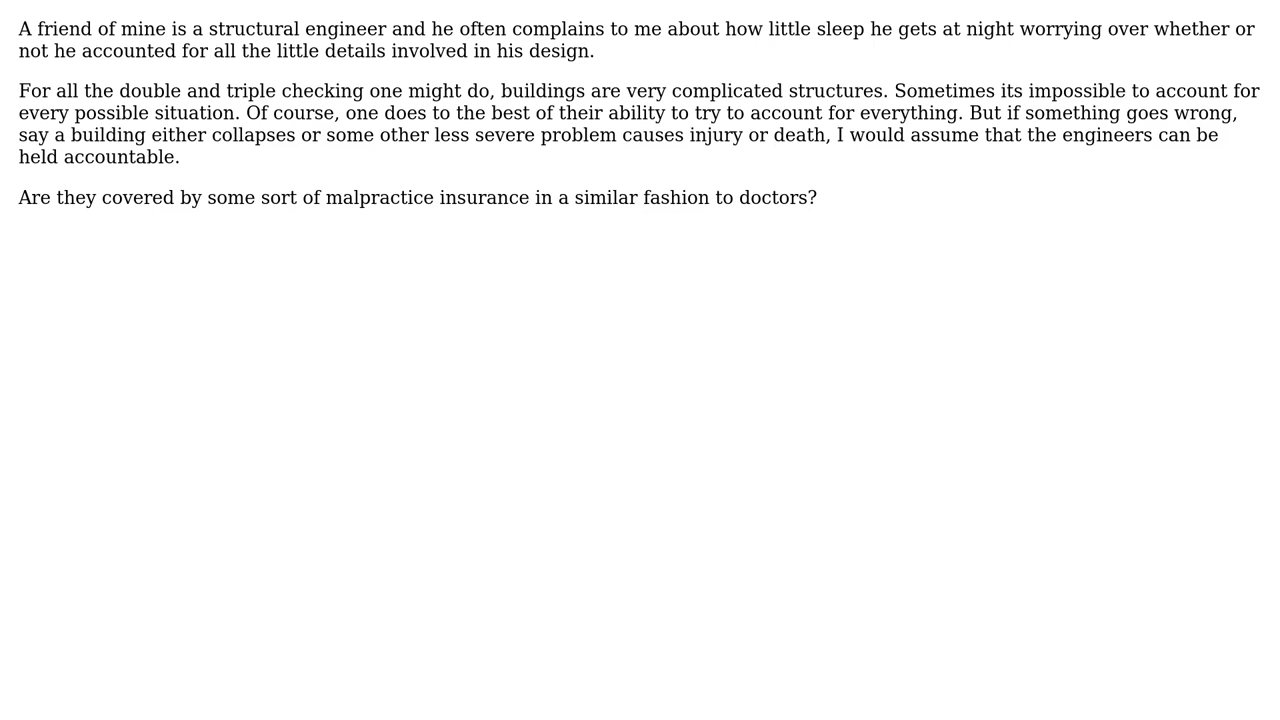 A friend of mine is a structural engineer and he often complains to me about how little sleep he gets at night worrying over whether or
not he accounted for all the little details involved in his design.
For all the double and triple checking one might do, buildings are very complicated structures. Sometimes its impossible to account for
every possible situation. Of course, one does to the best of their ability to try to account for everything. But if something goes wrong,
say a building either collapses or some other less severe problem causes injury or death, I would assume that the engineers can be
held accountable.
Are they covered by some sort of malpractice insurance in a similar fashion to doctors?